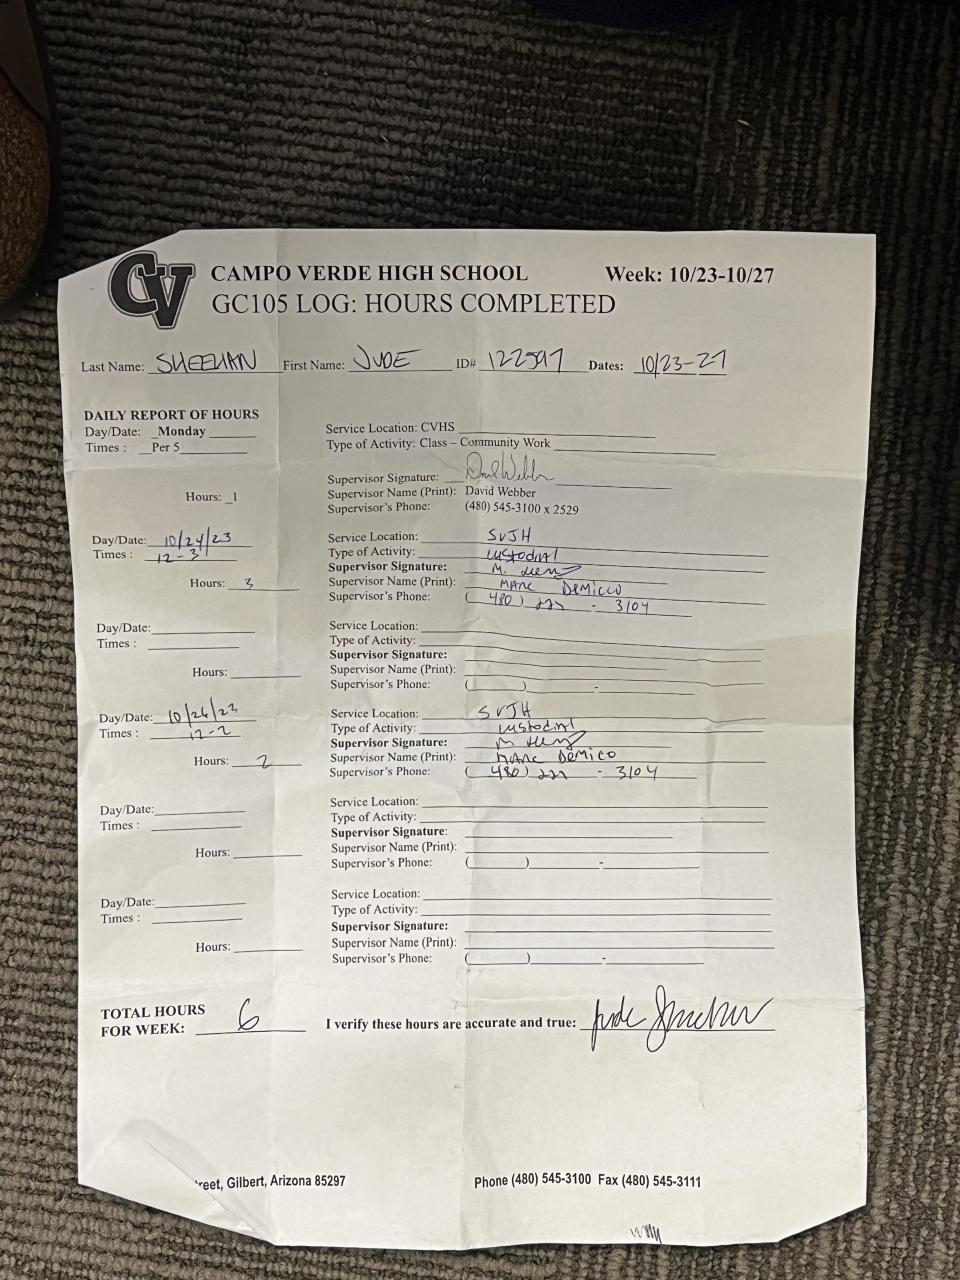 CV CAMPO VERDE HIGH SCHOOL Week: 10/23-10/27
GC105 LOG: HOURS COMPLETED
Last Name: SHEEHAN First Name: JUDE ID# 122597 Dates: 10/23-27
DAILY REPORT OF HOURS
Day/Date: Monday
Times : Per 5
Service Location: CVHS
Type of Activity: Class – Community Work
Supervisor Signature: David Webber
Hours: 1
Supervisor Name (Print): David Webber
Supervisor's Phone: (480) 545-3100 x 2529
Day/Date: 10/24/23
Times : 12-3
Hours: 3
Service Location: SVJH
Type of Activity: custodial
Supervisor Signature: M.
Supervisor Name (Print): MARC DEMICCO
Supervisor's Phone: (480) 221 - 3104
Day/Date:
Times :
Hours:
Service Location:
Type of Activity:
Supervisor Signature:
Supervisor Name (Print):
Supervisor's Phone: ( ) -
Day/Date: 10/26/23
Times : 12-2
Hours: 2
Service Location: SVJH
Type of Activity: custodial
Supervisor Signature: M
Supervisor Name (Print): MARC DEMICO
Supervisor's Phone: (480) 221 - 3104
Day/Date:
Times :
Hours:
Service Location:
Type of Activity:
Supervisor Signature:
Supervisor Name (Print):
Supervisor's Phone: ( ) -
Day/Date:
Times :
Hours:
Service Location:
Type of Activity:
Supervisor Signature:
Supervisor Name (Print):
Supervisor's Phone: ( ) -
TOTAL HOURS
FOR WEEK: 6
I verify these hours are accurate and true: Jude Sheehan
reet, Gilbert, Arizona 85297 Phone (480) 545-3100 Fax (480) 545-3111